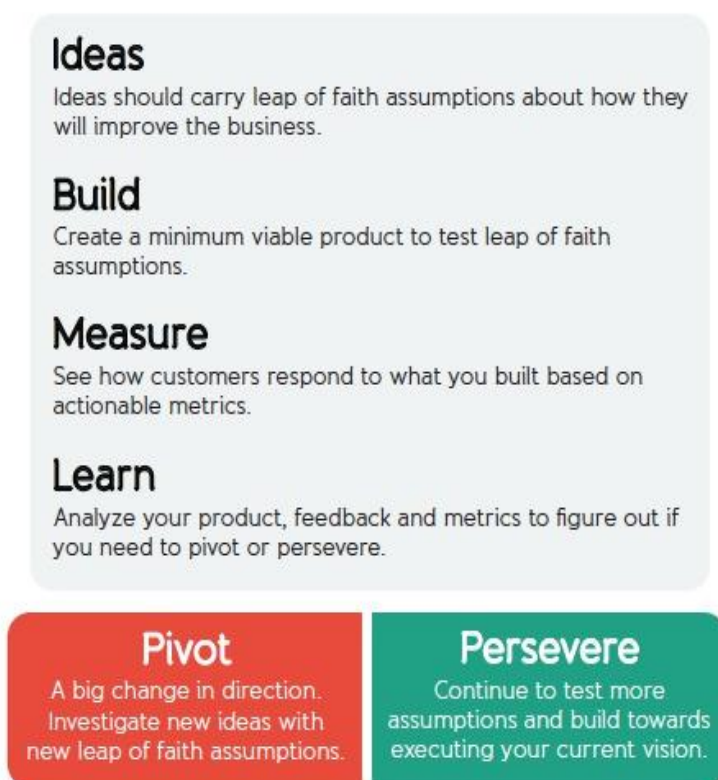 Ideas
Ideas should carry leap of faith assumptions about how they
will improve the business.
Build
Create a minimum viable product to test leap of faith
assumptions.
Measure
See how customers respond to what you built based on
actionable metrics.
Learn
Analyze your product, feedback and metrics to figure out if
you need to pivot or persevere.
Pivot
A big change in direction.
Investigate new ideas with
new leap of faith assumptions.
Persevere
Continue to test more
assumptions and build towards
executing your current vision.